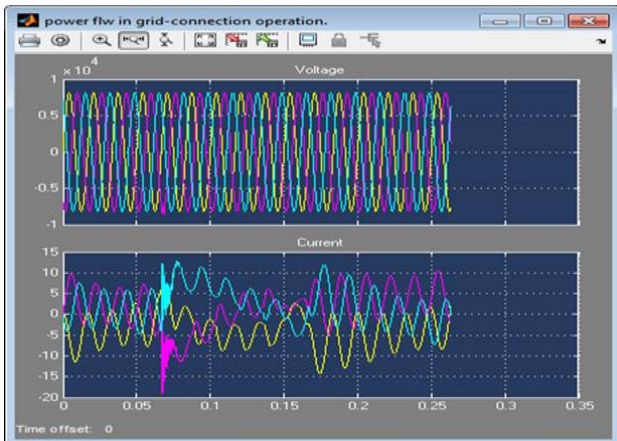 power flw in grid-connection operation.
x 10^4
Voltage
1
0.5
0
-0.5
-1
Current
15
10
5
0
-5
-10
-15
-20
0 0.05 0.1 0.15 0.2 0.25 0.3 0.35
Time offset: 0